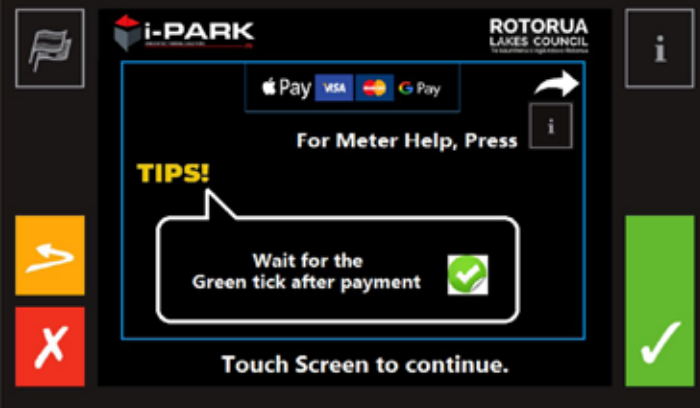 i-PARK
ROTORUA
LAKES COUNCIL
Pay VISA G Pay
For Meter Help, Press i
TIPS!
Wait for the
Green tick after payment
Touch Screen to continue.
i